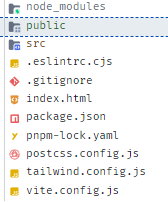 node_modules
public
src
.eslintrc.cjs
.gitignore
index.html
package.json
pnpm-lock.yaml
postcss.config.js
tailwind.config.js
vite.config.js